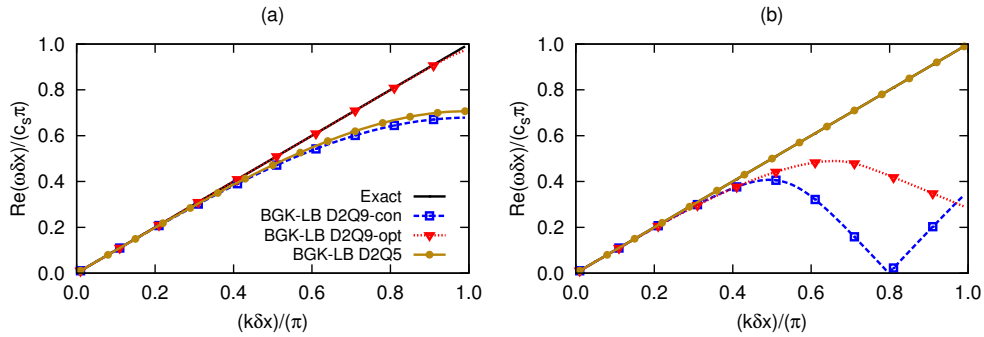 (a)
Re(ωδx)/(c_sπ)
1.0
0.8
0.6
0.4
0.2
0.0
0.0 0.2 0.4 0.6 0.8 1.0
(kδx)/(π)
Exact
BGK-LB D2Q9-con
BGK-LB D2Q9-opt
BGK-LB D2Q5
(b)
Re(ωδx)/(c_sπ)
1.0
0.8
0.6
0.4
0.2
0.0
0.0 0.2 0.4 0.6 0.8 1.0
(kδx)/(π)